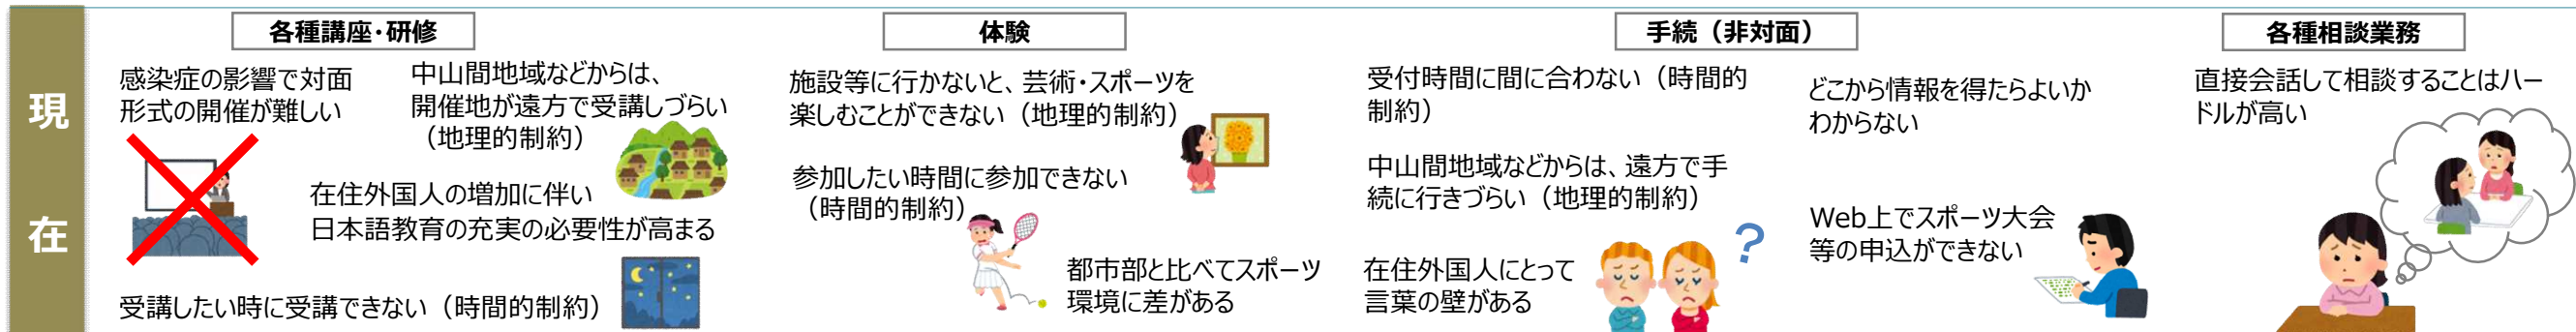 現
在
各種講座・研修
感染症の影響で対面
形式の開催が難しい
中山間地域などからは、
開催地が遠方で受講しづらい
（地理的制約）
在住外国人の増加に伴い
日本語教育の充実の必要性が高まる
受講したい時に受講できない（時間的制約）
体験
施設等に行かないと、芸術・スポーツを
楽しむことができない（地理的制約）
参加したい時間に参加できない
（時間的制約）
都市部と比べてスポーツ
環境に差がある
手続（非対面）
受付時間に間に合わない（時間的
制約）
中山間地域などからは、遠方で手
続に行きづらい（地理的制約）
在住外国人にとって
言葉の壁がある
?
どこから情報を得たらよいか
わからない
Web上でスポーツ大会
等の申込ができない
各種相談業務
直接会話して相談することはハー
ドルが高い